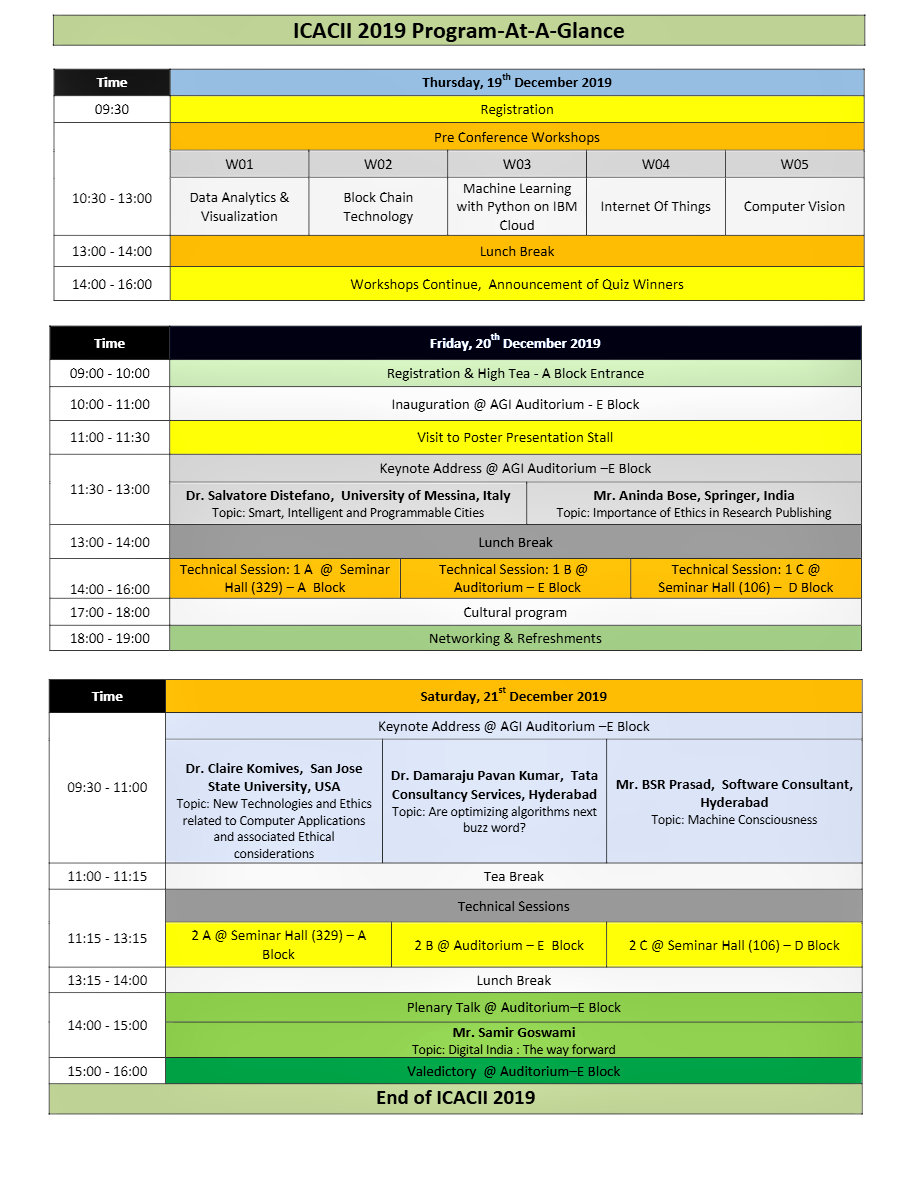 ICACII 2019 Program-At-A-Glance
Time
Thursday, 19th December 2019
09:30
Registration
10:30 - 13:00
Pre Conference Workshops
W01
W02
W03
W04
W05
Data Analytics &
Visualization
Block Chain
Technology
Machine Learning
with Python on IBM
Cloud
Internet Of Things
Computer Vision
13:00 - 14:00
Lunch Break
14:00 - 16:00
Workshops Continue, Announcement of Quiz Winners
Time
Friday, 20th December 2019
09:00 - 10:00
Registration & High Tea - A Block Entrance
10:00 - 11:00
Inauguration @ AGI Auditorium - E Block
11:00 - 11:30
Visit to Poster Presentation Stall
11:30 - 13:00
Keynote Address @ AGI Auditorium –E Block
Dr. Salvatore Distefano, University of Messina, Italy
Topic: Smart, Intelligent and Programmable Cities
Mr. Aninda Bose, Springer, India
Topic: Importance of Ethics in Research Publishing
13:00 - 14:00
Lunch Break
14:00 - 16:00
Technical Session: 1 A @ Seminar
Hall (329) – A Block
Technical Session: 1 B @
Auditorium – E Block
Technical Session: 1 C @
Seminar Hall (106) – D Block
17:00 - 18:00
Cultural program
18:00 - 19:00
Networking & Refreshments
Time
Saturday, 21st December 2019
09:30 - 11:00
Keynote Address @ AGI Auditorium –E Block
Dr. Claire Komives, San Jose
State University, USA
Topic: New Technologies and Ethics
related to Computer Applications
and associated Ethical
considerations
Dr. Damaraju Pavan Kumar, Tata
Consultancy Services, Hyderabad
Topic: Are optimizing algorithms next
buzz word?
Mr. BSR Prasad, Software Consultant,
Hyderabad
Topic: Machine Consciousness
11:00 - 11:15
Tea Break
11:15 - 13:15
Technical Sessions
2 A @ Seminar Hall (329) – A
Block
2 B @ Auditorium – E Block
2 C @ Seminar Hall (106) – D Block
13:15 - 14:00
Lunch Break
14:00 - 15:00
Plenary Talk @ Auditorium–E Block
Mr. Samir Goswami
Topic: Digital India : The way forward
15:00 - 16:00
Valedictory @ Auditorium–E Block
End of ICACII 2019